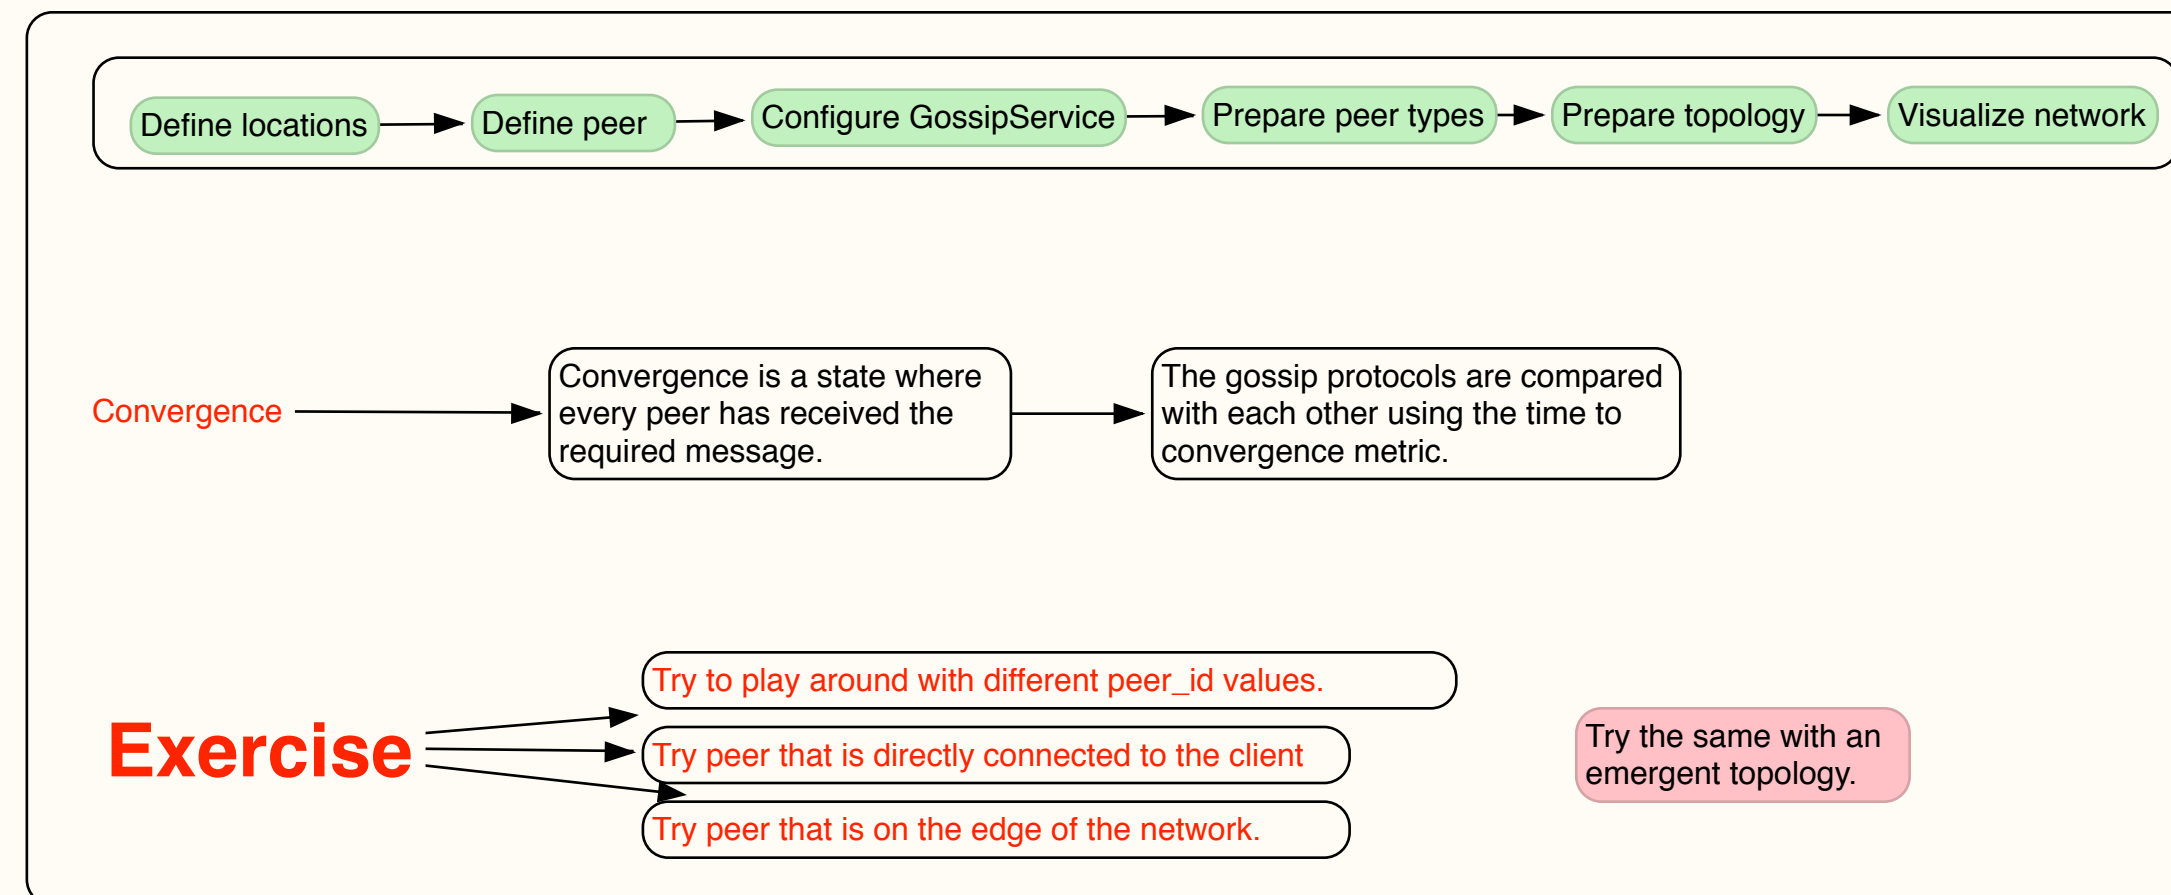 Define locations
Define peer
Configure GossipService
Prepare peer types
Prepare topology
Visualize network
Convergence
Convergence is a state where
every peer has received the
required message.
The gossip protocols are compared
with each other using the time to
convergence metric.
Exercise
Try to play around with different peer_id values.
Try peer that is directly connected to the client
Try peer that is on the edge of the network.
Try the same with an
emergent topology.